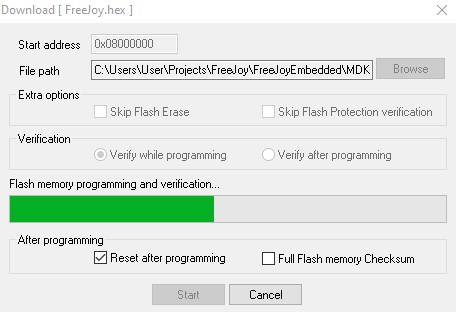 Download [ FreeJoy.hex ]
Start address 0x08000000
File path C:\Users\User\Projects\FreeJoy\FreeJoyEmbedded\MDK Browse
Extra options
Skip Flash Erase Skip Flash Protection verification
Verification
Verify while programming Verify after programming
Flash memory programming and verification...
After programming
Reset after programming Full Flash memory Checksum
Start Cancel